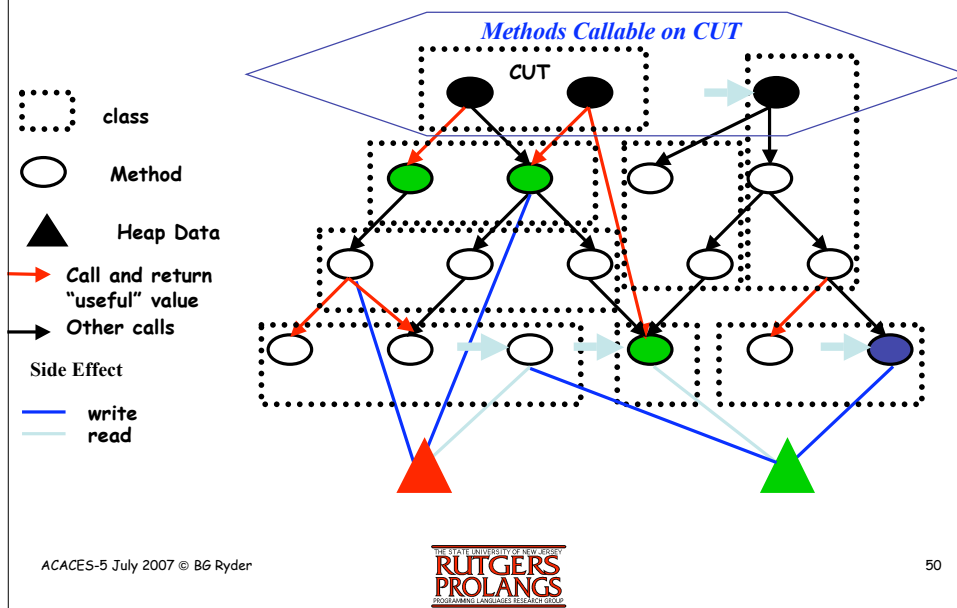 Methods Callable on CUT
CUT
class
Method
Heap Data
Call and return
"useful" value
Other calls
Side Effect
write
read
ACACES-5 July 2007 © BG Ryder
THE STATE UNIVERSITY OF NEW JERSEY
RUTGERS
PROLANGS
PROGRAMMING LANGUAGES RESEARCH GROUP
50